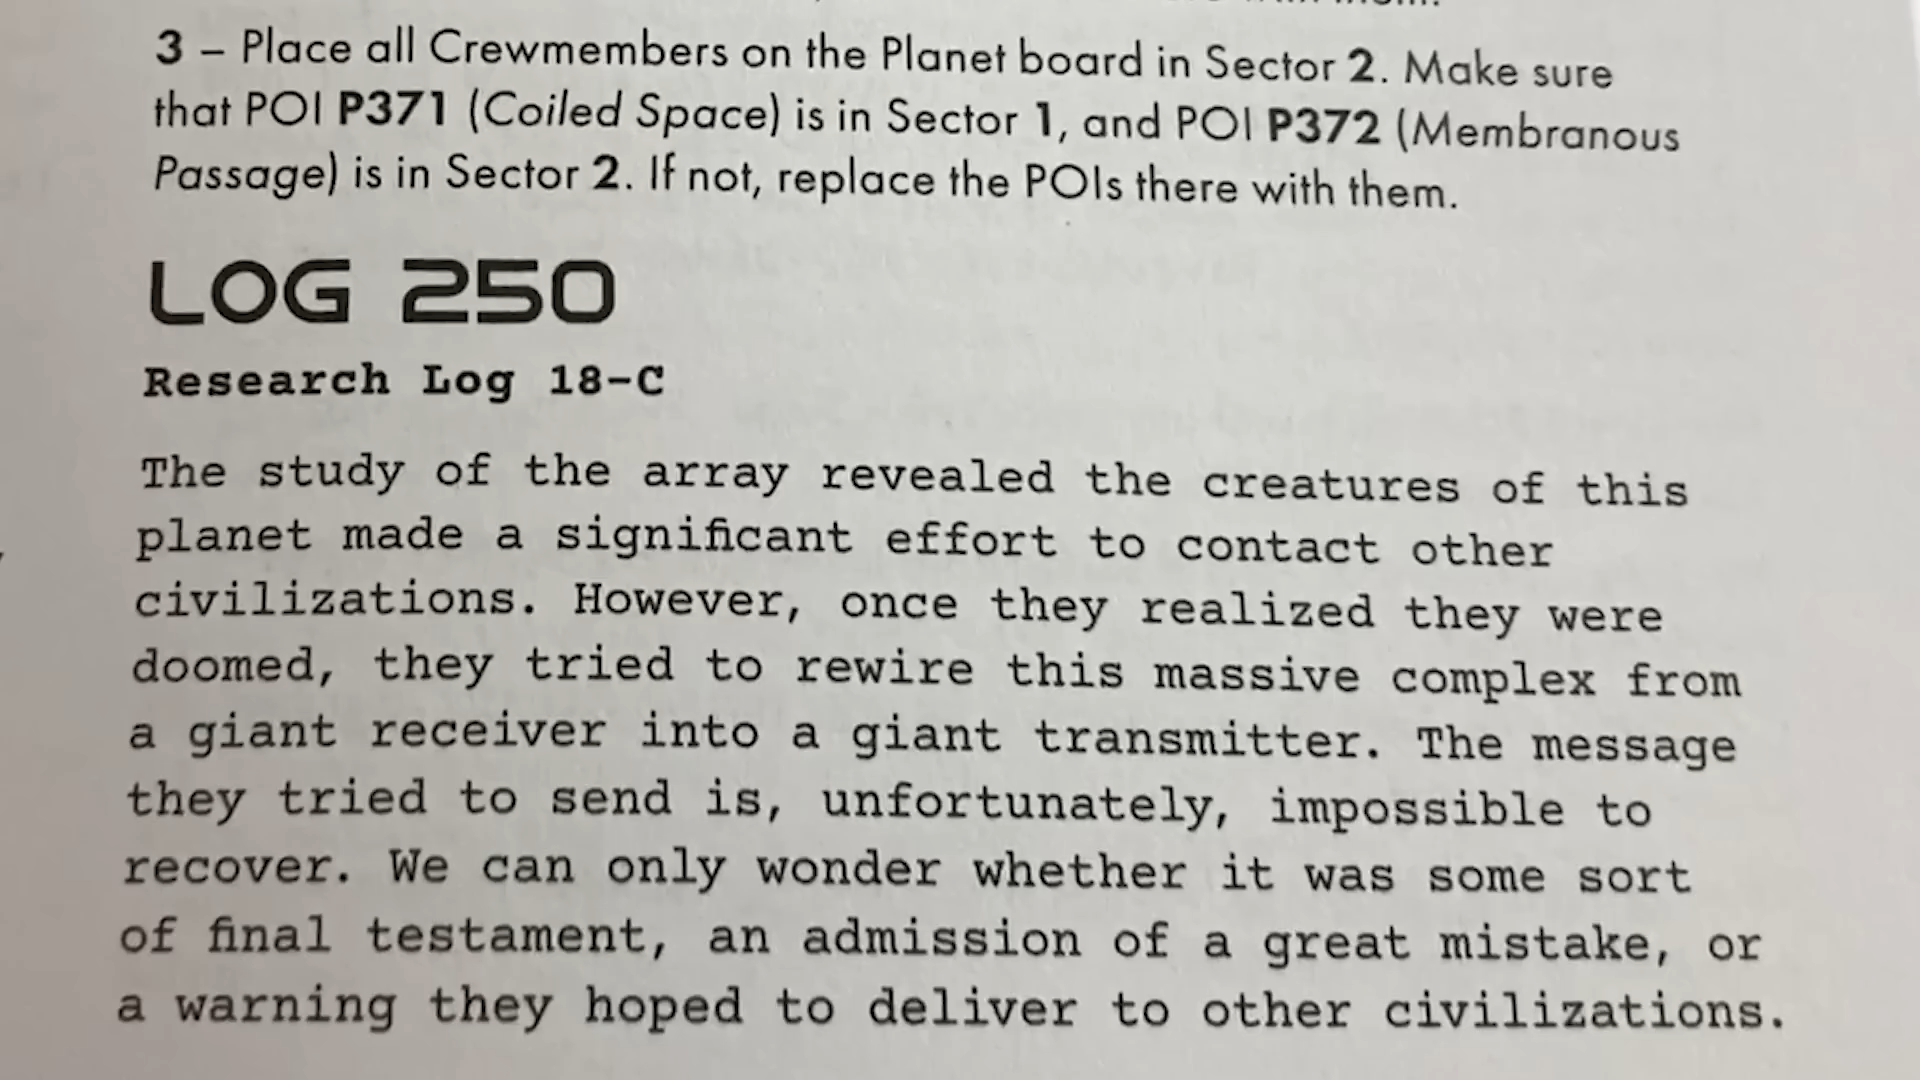 3 – Place all Crewmembers on the Planet board in Sector 2. Make sure
that POI P371 (Coiled Space) is in Sector 1, and POI P372 (Membranous
Passage) is in Sector 2. If not, replace the POIs there with them.
LOG 250
Research Log 18-C
The study of the array revealed the creatures of this
planet made a significant effort to contact other
civilizations. However, once they realized they were
doomed, they tried to rewire this massive complex from
a giant receiver into a giant transmitter. The message
they tried to send is, unfortunately, impossible to
recover. We can only wonder whether it was some sort
of final testament, an admission of a great mistake, or
a warning they hoped to deliver to other civilizations.